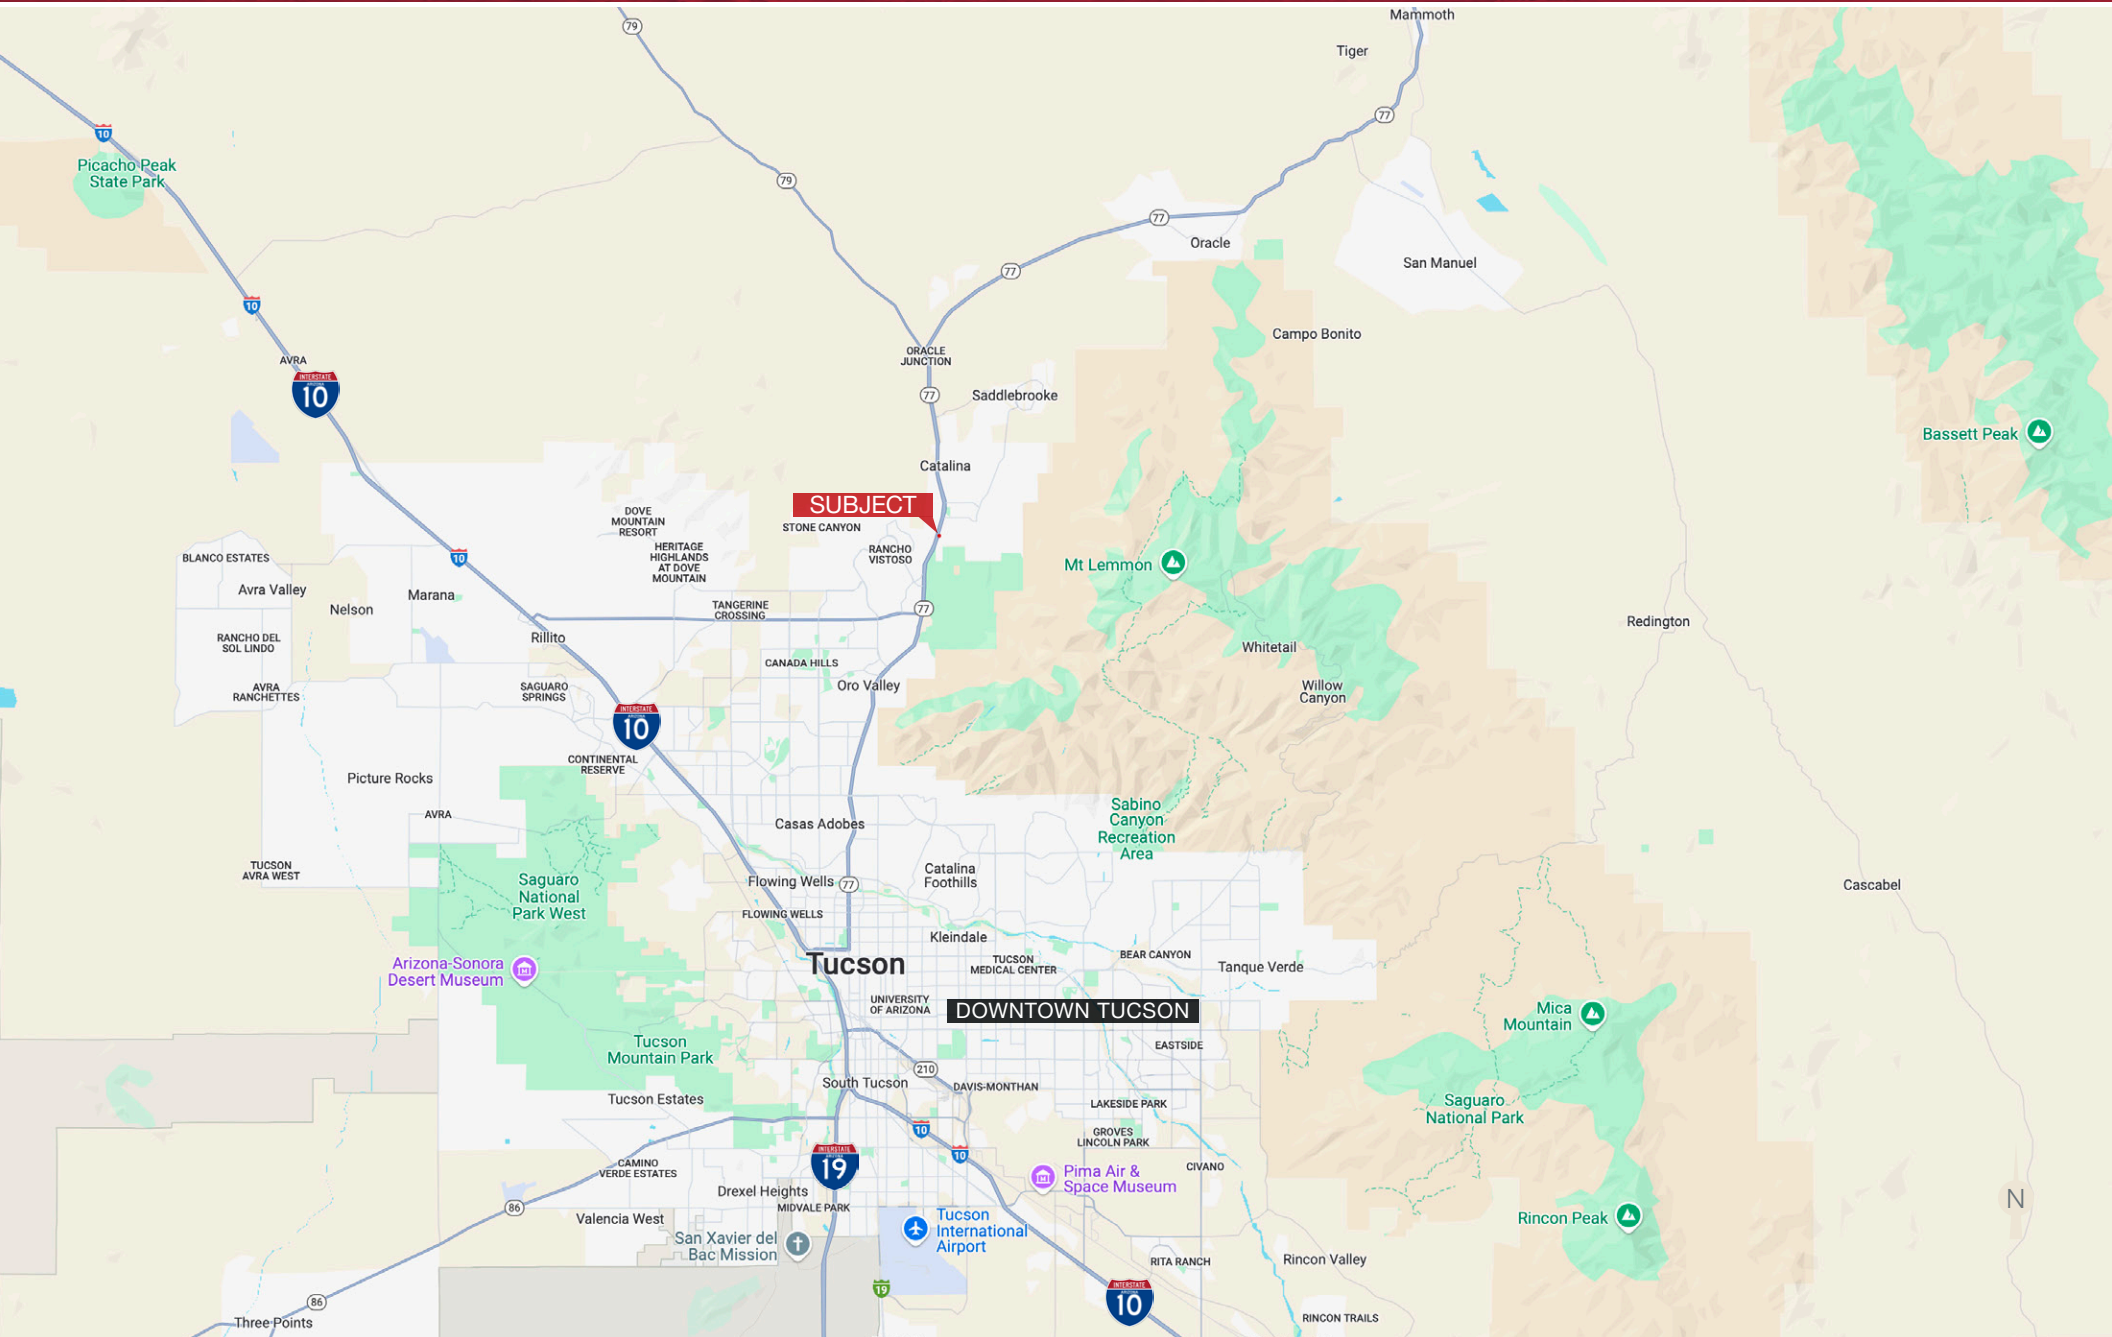 79
Mammoth
Tiger
77
10
Picacho Peak
State Park
79
77
Oracle
San Manuel
77
10
Campo Bonito
AVRA
ORACLE
JUNCTION
INTERSTATE
ARIZONA
10
77
Saddlebrooke
Bassett Peak
Catalina
SUBJECT
DOVE
MOUNTAIN
RESORT
STONE CANYON
BLANCO ESTATES
10
HERITAGE
HIGHLANDS
AT DOVE
MOUNTAIN
RANCHO
VISTOSO
Mt Lemmon
Avra Valley
Nelson
Marana
TANGERINE
CROSSING
77
Redington
RANCHO DEL
SOL LINDO
Rillito
Whitetail
CANADA HILLS
Oro Valley
AVRA
RANCHETTES
SAGUARO
SPRINGS
Willow
Canyon
INTERSTATE
ARIZONA
10
CONTINENTAL
RESERVE
Picture Rocks
AVRA
Casas Adobes
Sabino
Canyon
Recreation
Area
TUCSON
AVRA WEST
Saguaro
National
Park West
Flowing Wells
77
Catalina
Foothills
Cascabel
FLOWING WELLS
Kleindale
Tucson
TUCSON
MEDICAL CENTER
BEAR CANYON
Tanque Verde
Arizona-Sonora
Desert Museum
UNIVERSITY
OF ARIZONA
DOWNTOWN TUCSON
Mica
Mountain
Tucson
Mountain Park
EASTSIDE
210
South Tucson
DAVIS-MONTHAN
Tucson Estates
LAKESIDE PARK
Saguaro
National Park
10
GROVES
LINCOLN PARK
INTERSTATE
ARIZONA
19
10
CAMINO
VERDE ESTATES
CIVANO
Pima Air &
Space Museum
Drexel Heights
MIDVALE PARK
86
Valencia West
N
Tucson
International
Airport
Rincon Peak
San Xavier del
Bac Mission
RITA RANCH
Rincon Valley
19
INTERSTATE
ARIZONA
10
86
Three Points
RINCON TRAILS